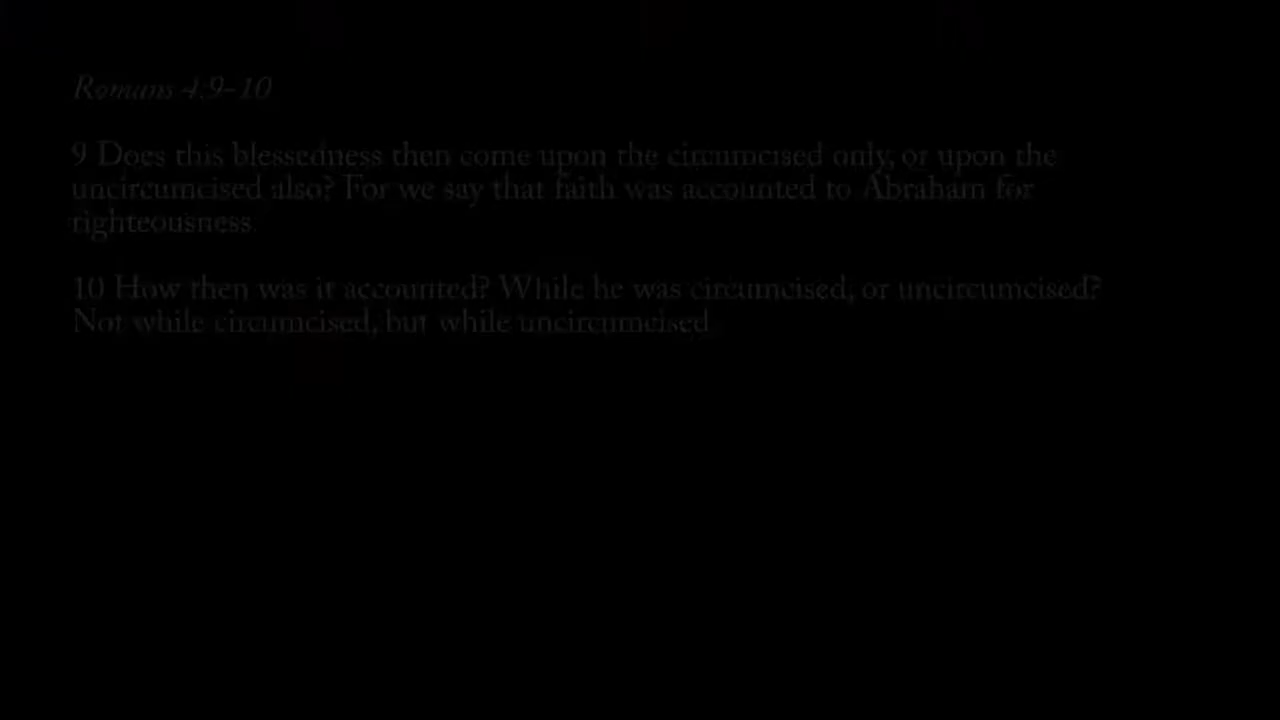 Romans 4:9–10
9 Does this blessedness then come upon the circumcised only, or upon the
uncircumcised also? For we say that faith was accounted to Abraham for
righteousness.
10 How then was it accounted? While he was circumcised, or uncircumcised?
Not while circumcised, but while uncircumcised.